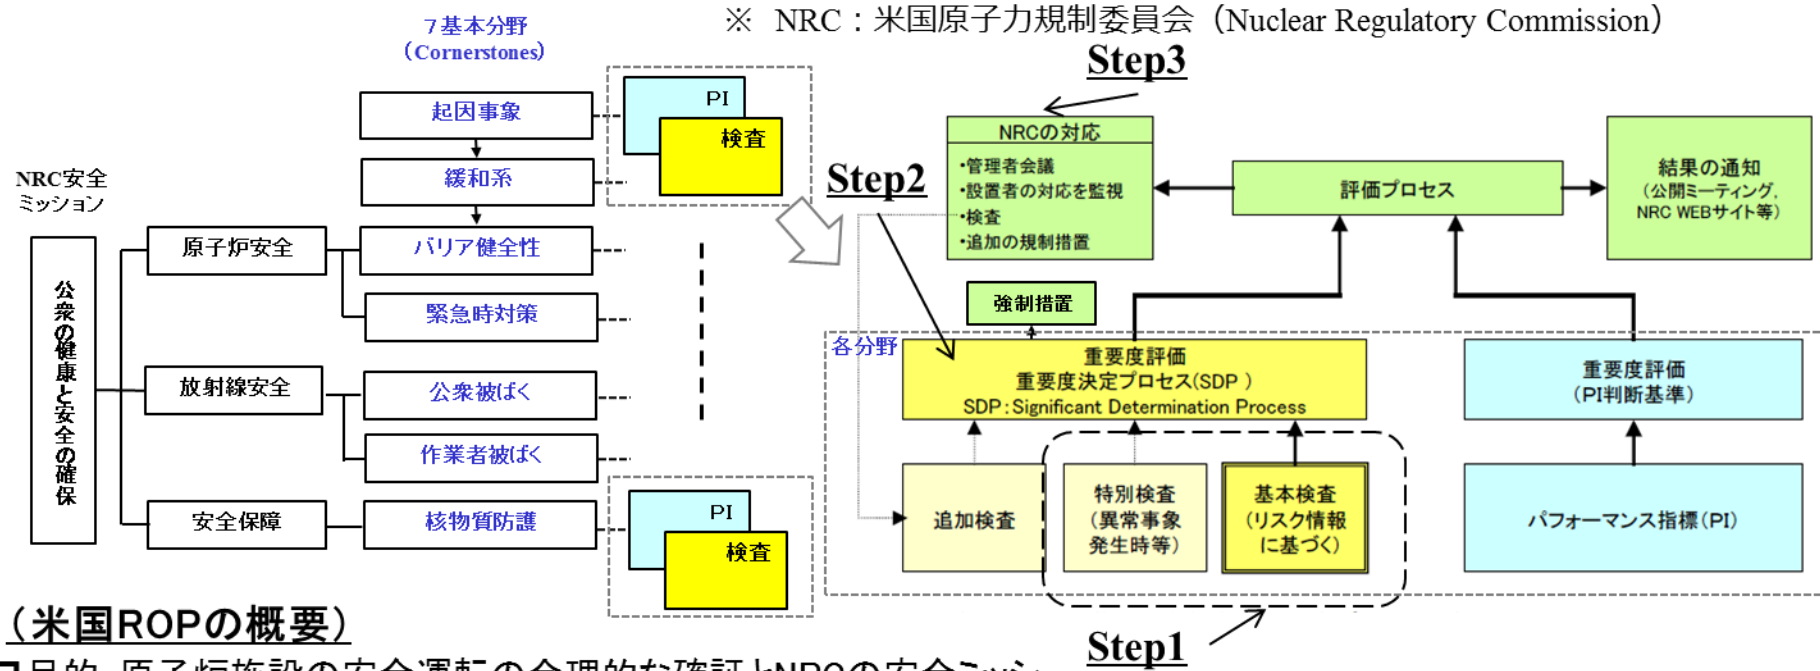 ※ NRC：米国原子力規制委員会（Nuclear Regulatory Commission）
7基本分野
（Cornerstones）
NRC安全
ミッション
公衆の健康と安全の確保
原子炉安全
放射線安全
安全保障
起因事象
緩和系
バリア健全性
緊急時対策
公衆被ばく
作業者被ばく
核物質防護
PI
検査
PI
検査
Step3
NRCの対応
・管理者会議
・設置者の対応を監視
・検査
・追加の規制措置
評価プロセス
結果の通知
（公開ミーティング、
NRC WEBサイト等）
Step2
強制措置
各分野
重要度評価
重要度決定プロセス（SDP ）
SDP：Significant Determination Process
重要度評価
（PI判断基準）
追加検査
特別検査
（異常事象
発生時等）
基本検査
（リスク情報
に基づく）
パフォーマンス指標（PI）
Step1
（米国ROPの概要）